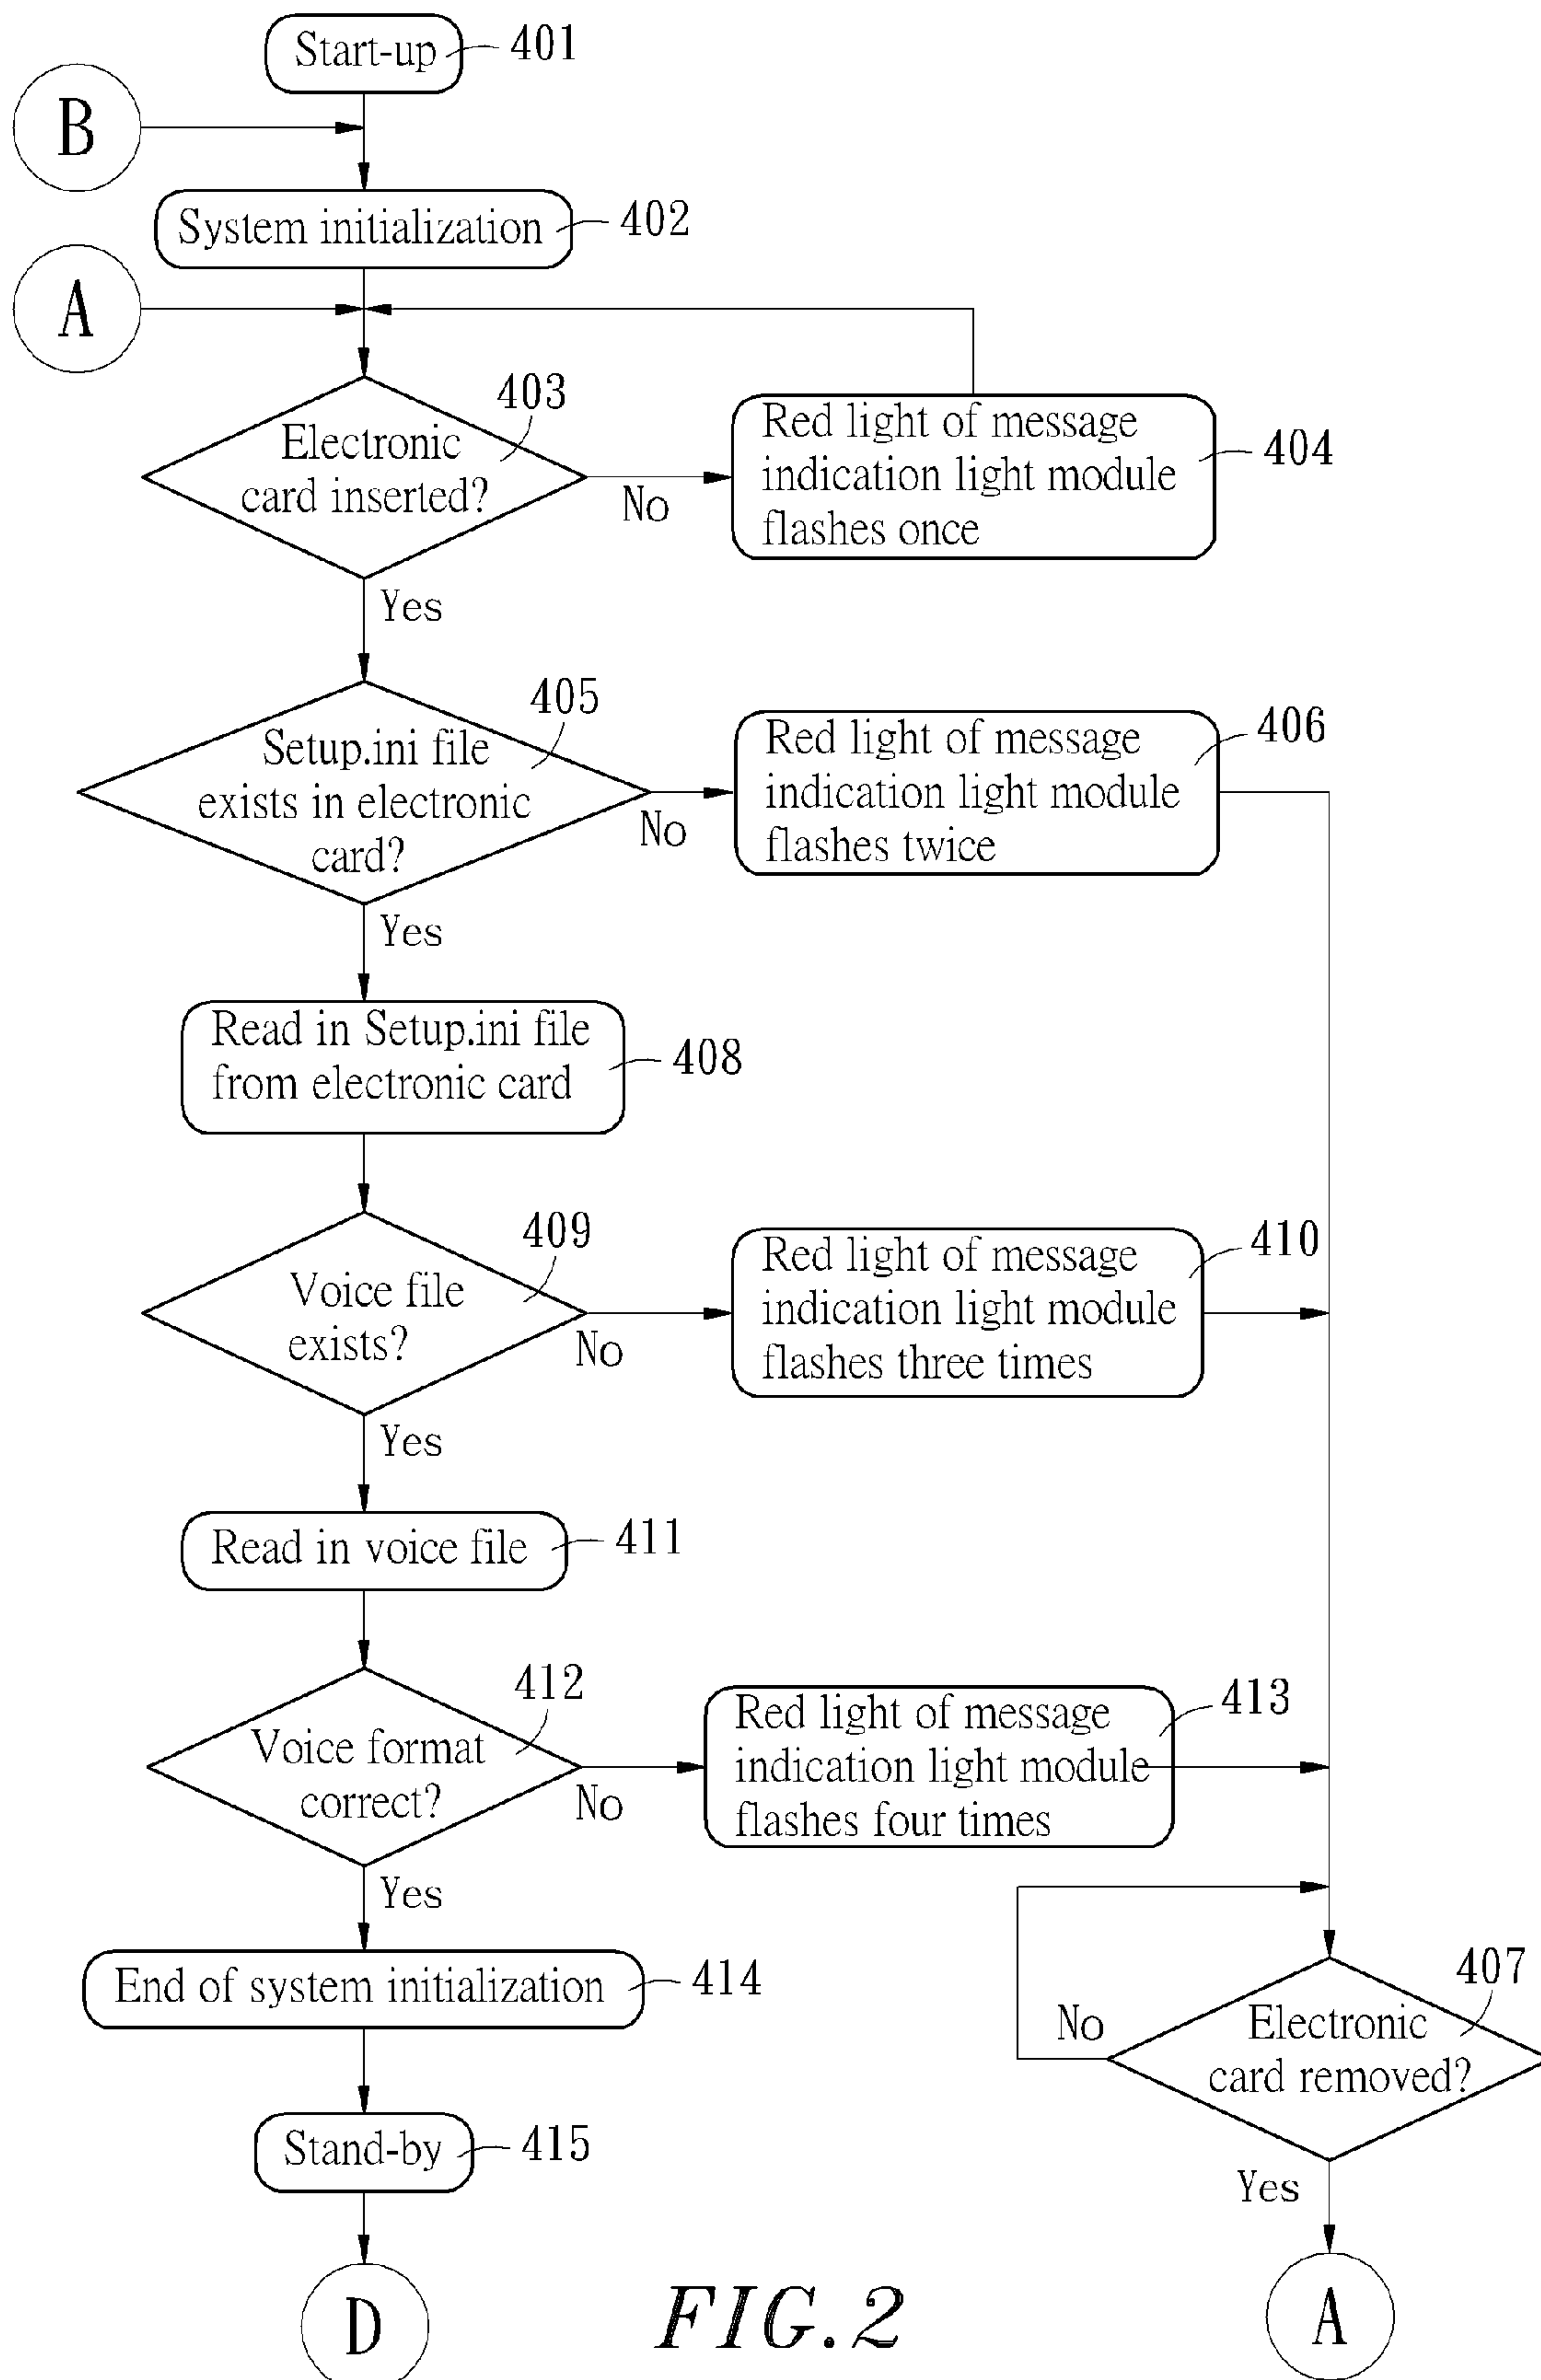 Start-up
401
B
System initialization
402
A
403
Electronic
card inserted?
No
Yes
Red light of message
indication light module
flashes once
404
405
Setup.ini file
exists in electronic
card?
No
Yes
Red light of message
indication light module
flashes twice
406
Read in Setup.ini file
from electronic card
408
409
Voice file
exists?
No
Yes
Red light of message
indication light module
flashes three times
410
Read in voice file
411
412
Voice format
correct?
No
Yes
Red light of message
indication light module
flashes four times
413
End of system initialization
414
407
Electronic
card removed?
No
Yes
Stand-by
415
D
FIG.2
A